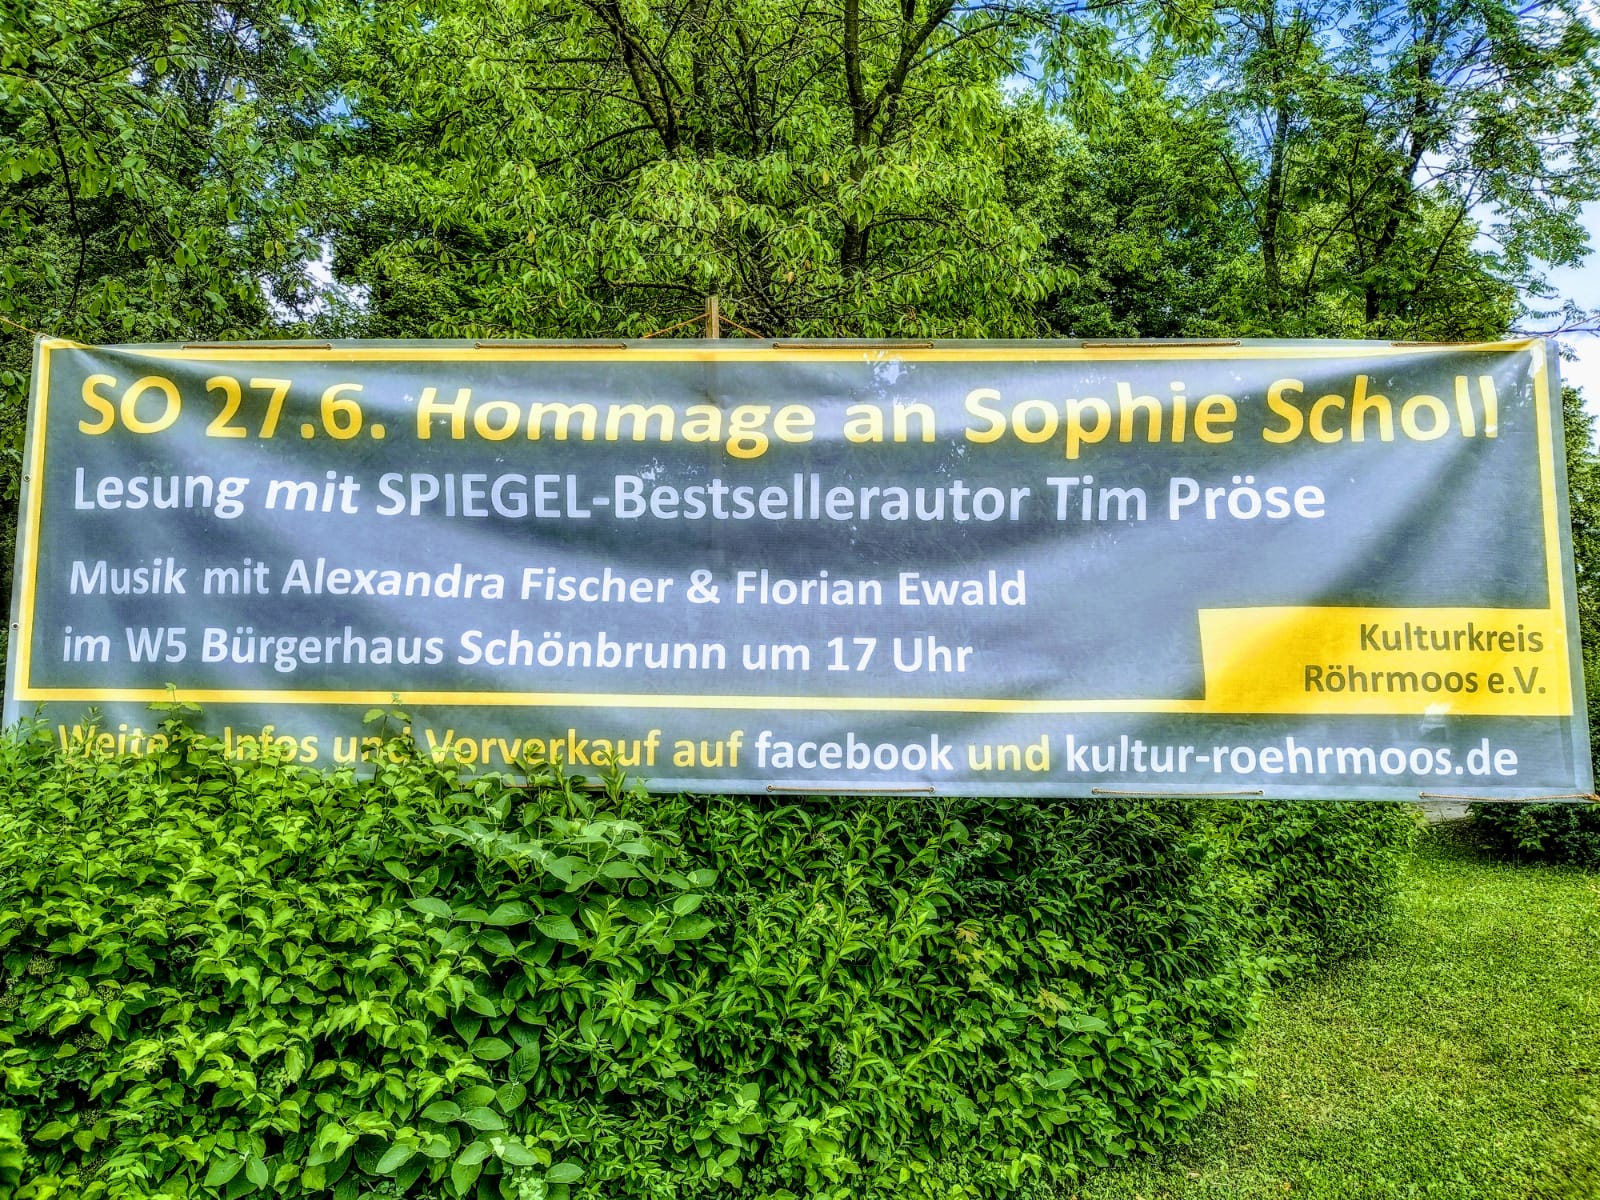 SO 27.6. Hommage an Sophie Scholl
Lesung mit SPIEGEL-Bestsellerautor Tim Pröse
Musik mit Alexandra Fischer & Florian Ewald
im W5 Bürgerhaus Schönbrunn um 17 Uhr
Kulturkreis
Röhrmoos e.V.
Weitere Infos und Vorverkauf auf facebook und kultur-roehrmoos.de